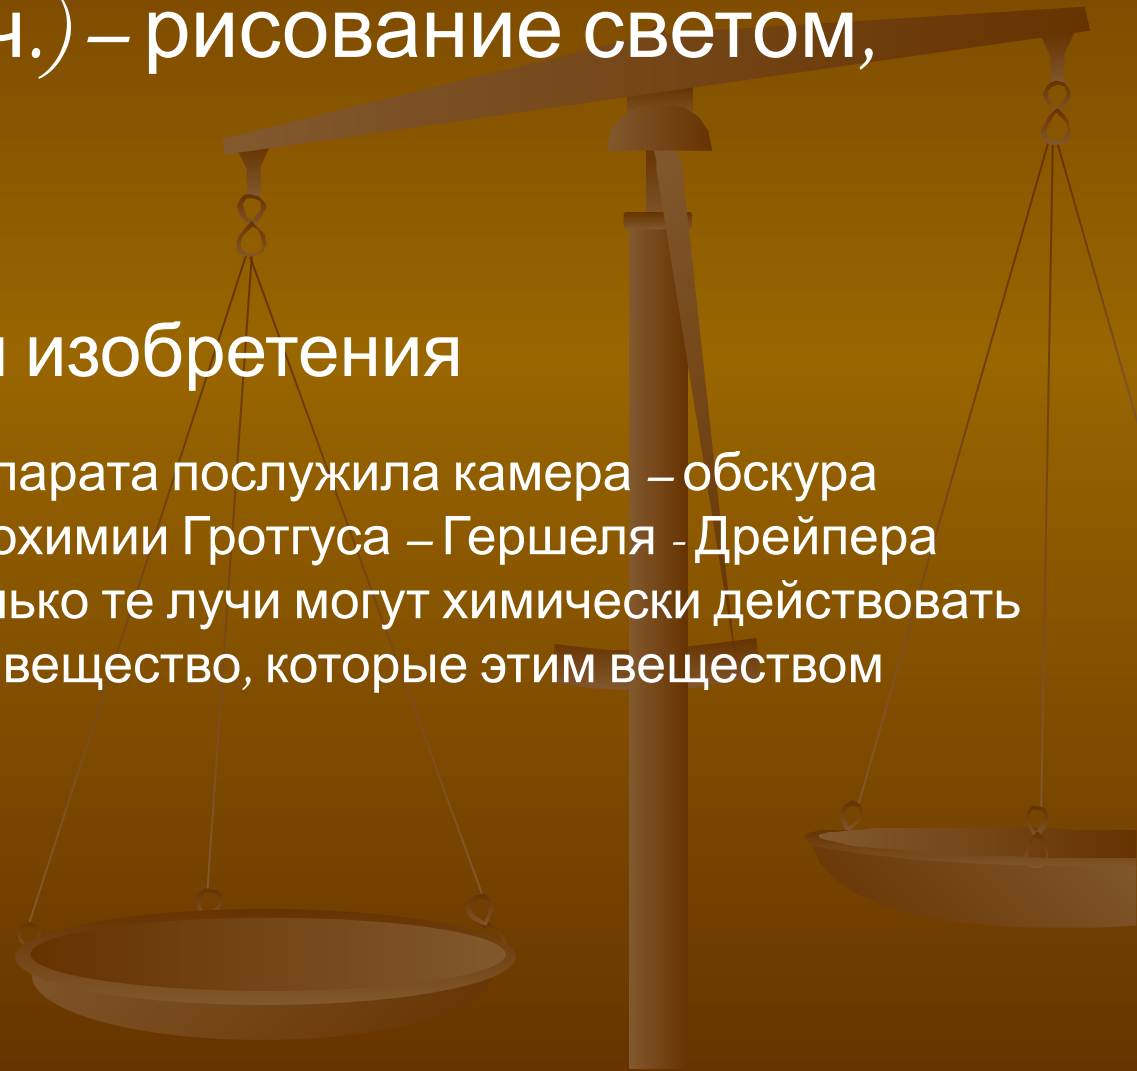 ч.) – рисование светом,
изобретения
парата послужила камера – обскура
охимии Гротгуса – Гершеля - Дрейпера
лько те лучи могут химически действовать
вещество, которые этим веществом